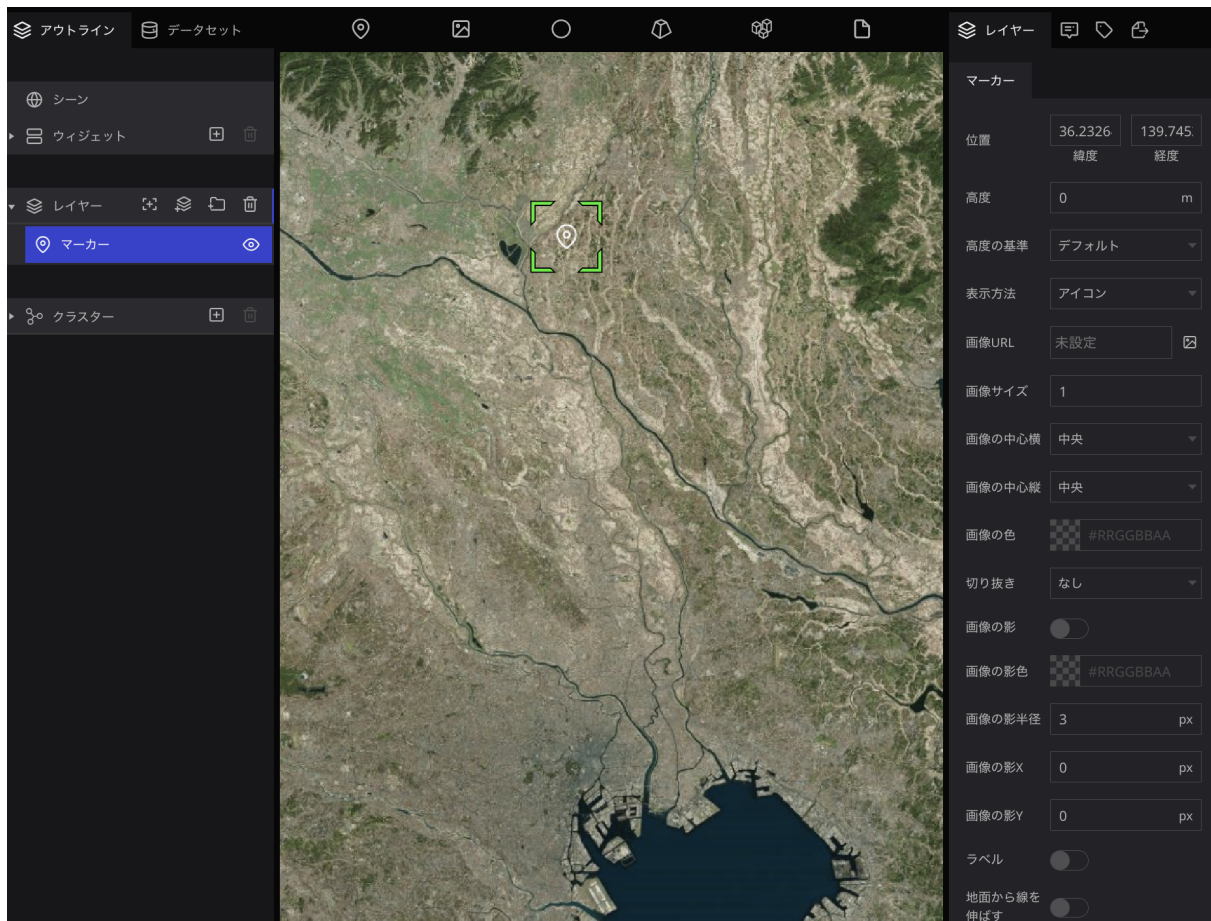 アウトライン
データセット
シーン
ウィジェット
レイヤー
マーカー
クラスター
レイヤー
マーカー
位置
36.2326
139.745
緯度
経度
高度
0
m
高度の基準
デフォルト
表示方法
アイコン
画像URL
未設定
画像サイズ
1
画像の中心横
中央
画像の中心縦
中央
画像の色
#RRGGBBAA
切り抜き
なし
画像の影
画像の影色
#RRGGBBAA
画像の影半径
3
px
画像の影X
0
px
画像の影Y
0
px
ラベル
地面から線を
伸ばす